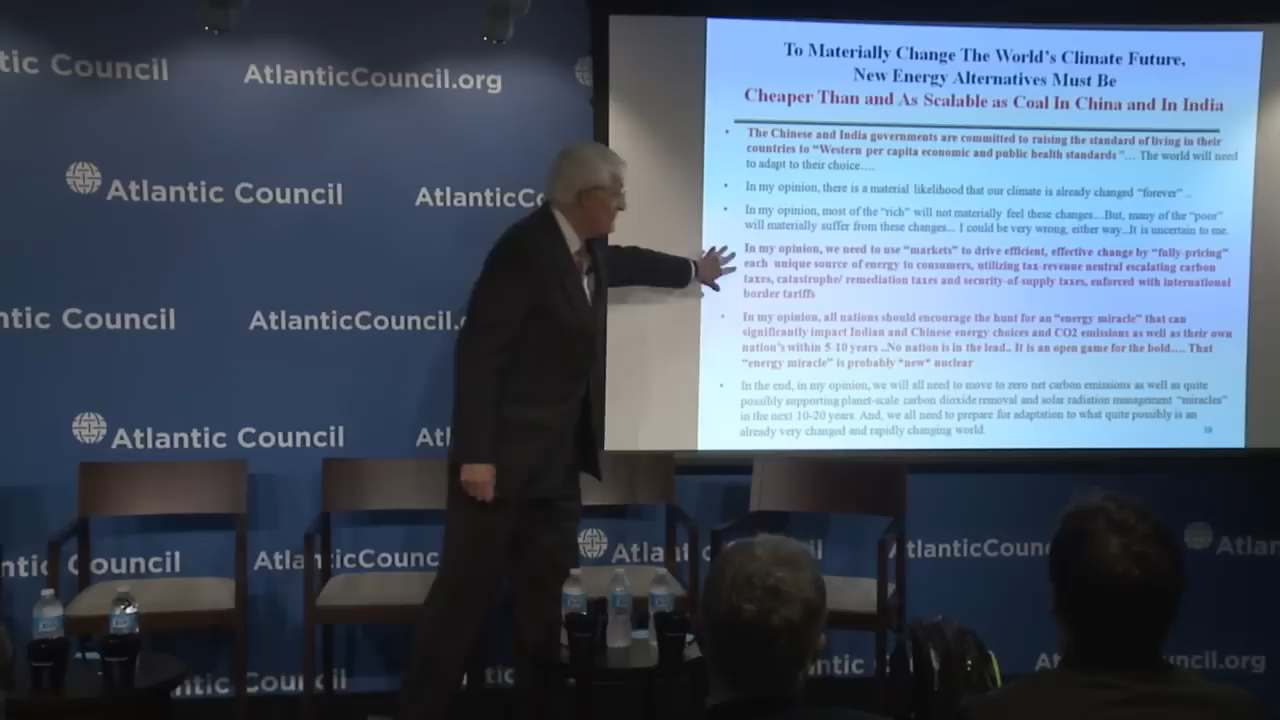 tic Council
AtlanticCouncil.org
Atlantic Council
AtlanticCo
ntic Council
AtlanticCouncil.
Atlantic Council
Atl
ntic Council
AtlanticCounc
Atlant
AtlanticCoun
Atlan
ntic Council
tic
ntic
At
uncil.org
To Materially Change The World's Climate Future,
New Energy Alternatives Must Be
Cheaper Than and As Scalable as Coal In China and In India
• The Chinese and India governments are committed to raising the standard of living in their
countries to "Western per capita economic and public health standards "… The world will need
to adapt to their choice….
• In my opinion, there is a material likelihood that our climate is already changed "forever" ..
• In my opinion, most of the "rich" will not materially feel these changes...But, many of the "poor"
will materially suffer from these changes... I could be very wrong, either way...It is uncertain to me.
• In my opinion, we need to use "markets" to drive efficient, effective change by "fully pricing"
each unique source of energy to consumers, utilizing tax-revenue neutral escalating carbon
taxes, catastrophe/ remediation taxes and security-of-supply taxes, enforced with international
border tariffs
• In my opinion, all nations should encourage the hunt for an "energy miracle" that can
significantly impact Indian and Chinese energy choices and CO2 emissions as well as their own
nation's within 5-10 years ..No nation is in the lead.. It is an open game for the bold…. That
"energy miracle" is probably *new* nuclear
• In the end, in my opinion, we will all need to move to zero net carbon emissions as well as quite
possibly supporting planet-scale carbon dioxide removal and solar radiation management "miracles"
in the next 10-20 years. And, we all need to prepare for adaptation to what quite possibly is an
already very changed and rapidly changing world.